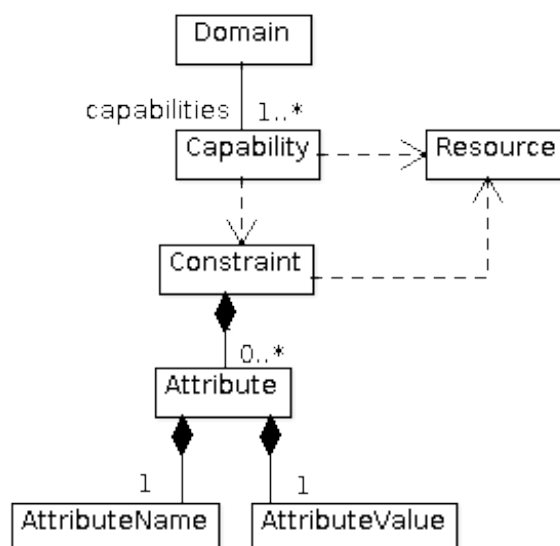 Domain
capabilities 1..*
Capability
Resource
Constraint
0..*
Attribute
1
1
AttributeName
AttributeValue